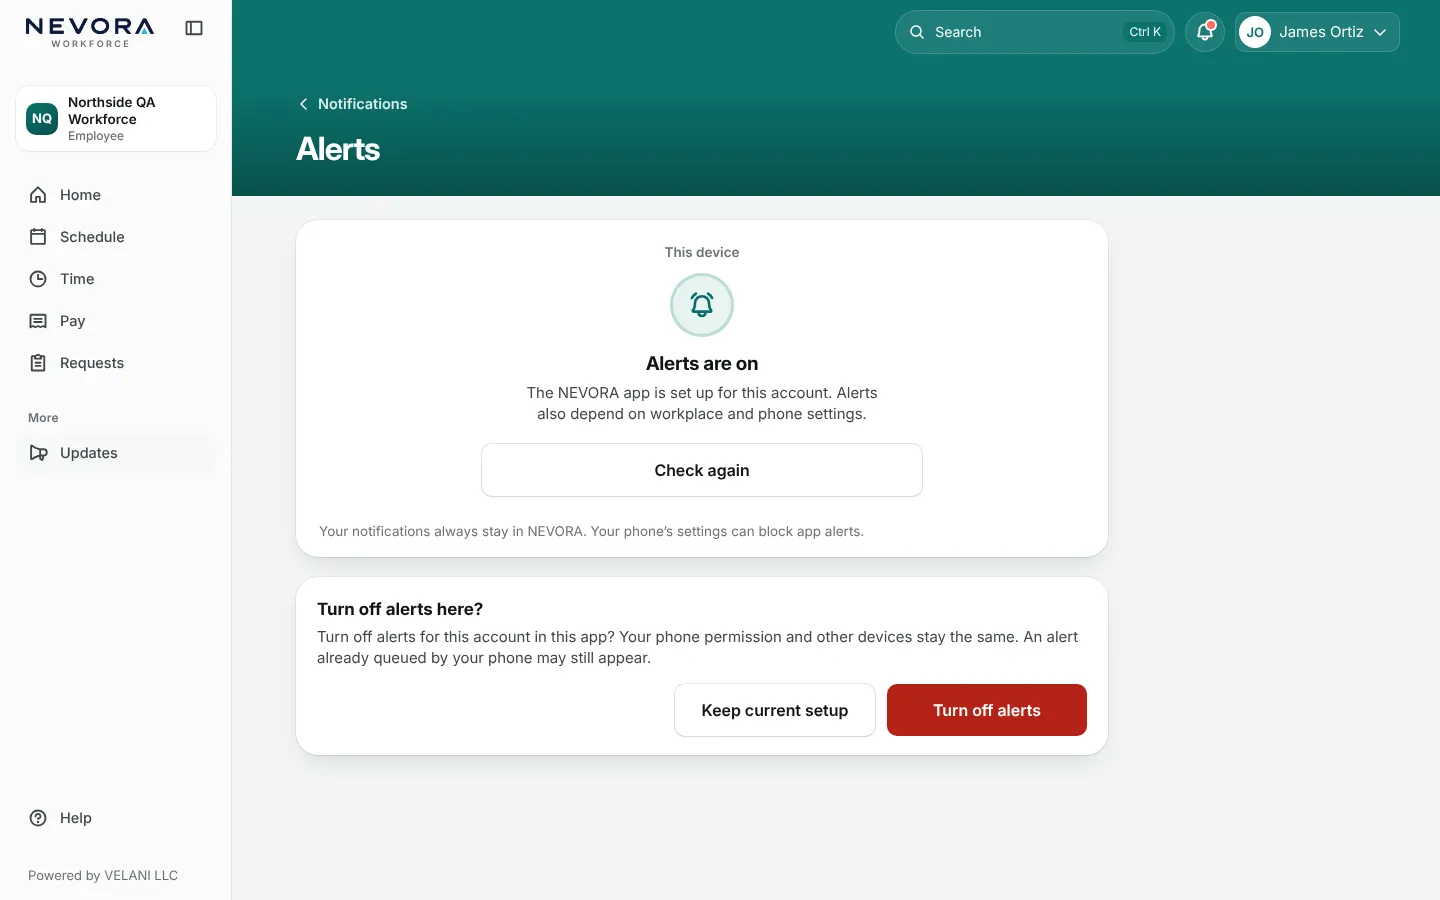 NEVORA
WORKFORCE
Search
Ctrl K
JO
James Ortiz
NQ
Northside QA
Workforce
Employee
Notifications
Alerts
Home
Schedule
Time
Pay
Requests
More
Updates
This device
Alerts are on
The NEVORA app is set up for this account. Alerts
also depend on workplace and phone settings.
Check again
Your notifications always stay in NEVORA. Your phone’s settings can block app alerts.
Turn off alerts here?
Turn off alerts for this account in this app? Your phone permission and other devices stay the same. An alert
already queued by your phone may still appear.
Keep current setup
Turn off alerts
Help
Powered by VELANI LLC